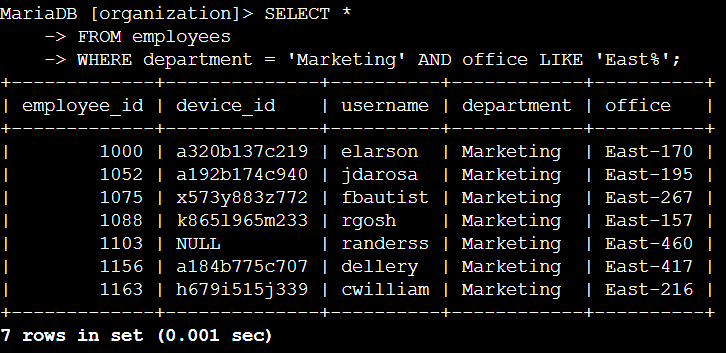 MariaDB [organization]> SELECT *
    -> FROM employees
    -> WHERE department = 'Marketing' AND office LIKE 'East%';
+-------------+--------------+----------+------------+----------+
| employee_id | device_id    | username | department | office   |
+-------------+--------------+----------+------------+----------+
|        1000 | a320b137c219 | elarson  | Marketing  | East-170 |
|        1052 | a192b174c940 | jdarosa  | Marketing  | East-195 |
|        1075 | x573y883z772 | fbautist | Marketing  | East-267 |
|        1088 | k865l965m233 | rgosh    | Marketing  | East-157 |
|        1103 | NULL         | randerss | Marketing  | East-460 |
|        1156 | a184b775c707 | dellery  | Marketing  | East-417 |
|        1163 | h679i515j339 | cwilliam | Marketing  | East-216 |
+-------------+--------------+----------+------------+----------+
7 rows in set (0.001 sec)